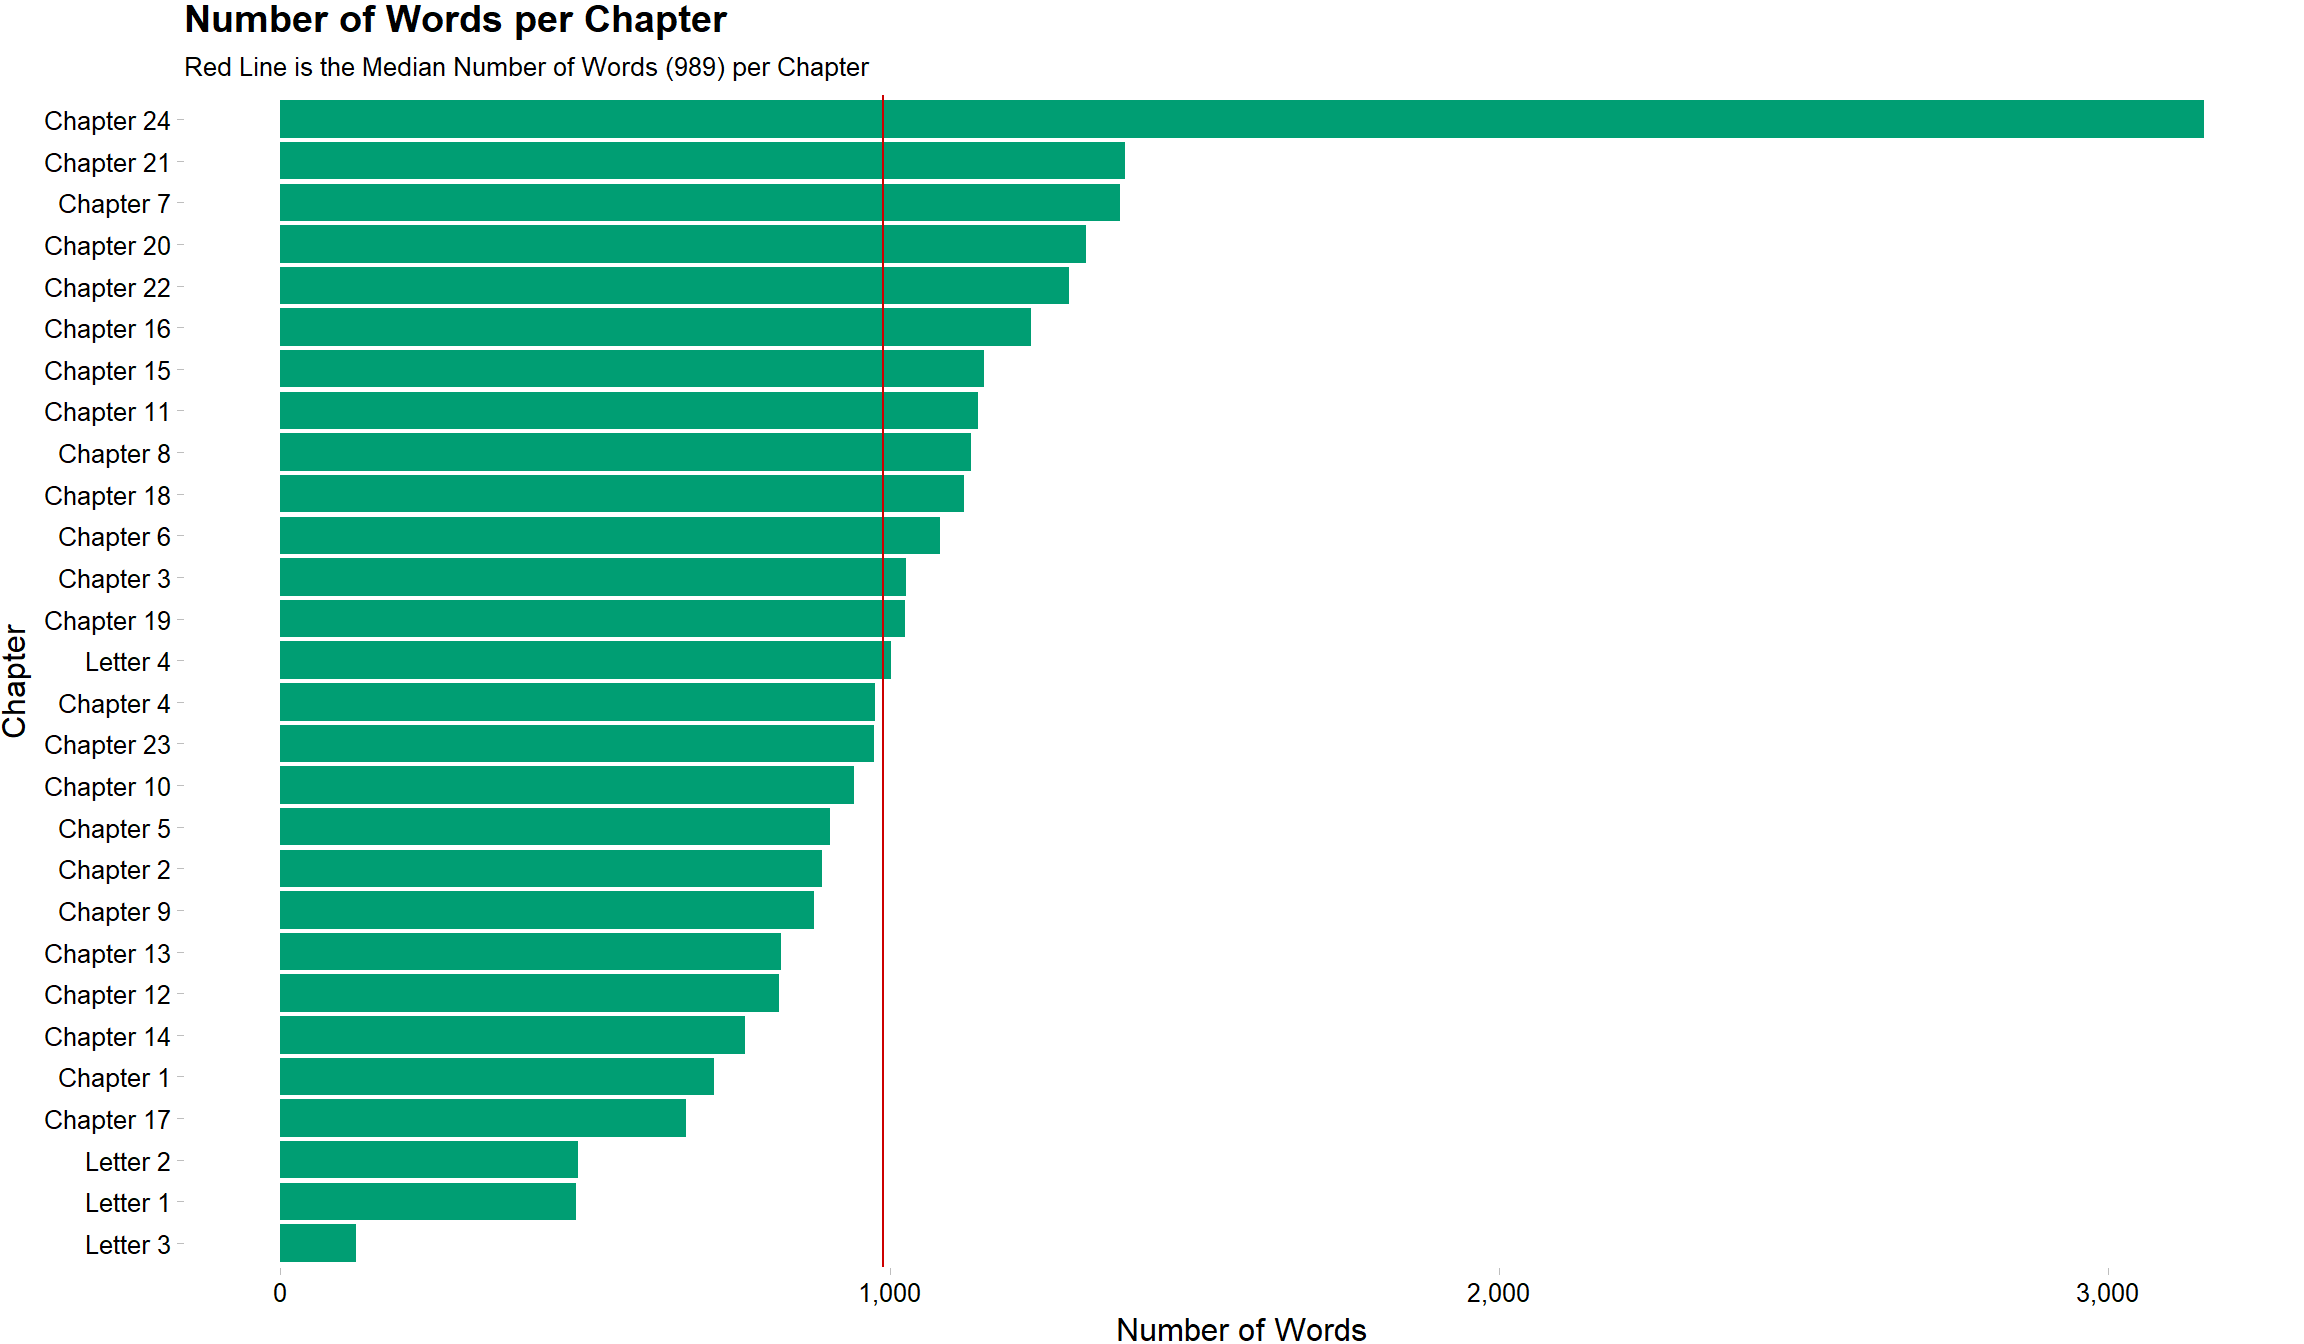 Number of Words per Chapter
Red Line is the Median Number of Words (989) per Chapter
Chapter
Chapter 24
Chapter 21
Chapter 7
Chapter 20
Chapter 22
Chapter 16
Chapter 15
Chapter 11
Chapter 8
Chapter 18
Chapter 6
Chapter 3
Chapter 19
Letter 4
Chapter 4
Chapter 23
Chapter 10
Chapter 5
Chapter 2
Chapter 9
Chapter 13
Chapter 12
Chapter 14
Chapter 1
Chapter 17
Letter 2
Letter 1
Letter 3
0 1,000 2,000 3,000
Number of Words